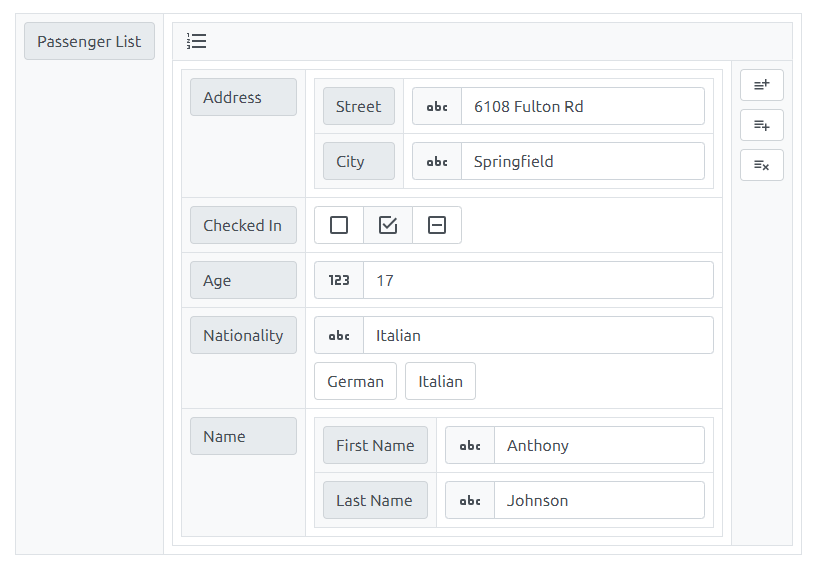 Passenger List
Address
Street abc 6108 Fulton Rd
City abc Springfield
Checked In
Age 123 17
Nationality abc Italian
German Italian
Name
First Name abc Anthony
Last Name abc Johnson